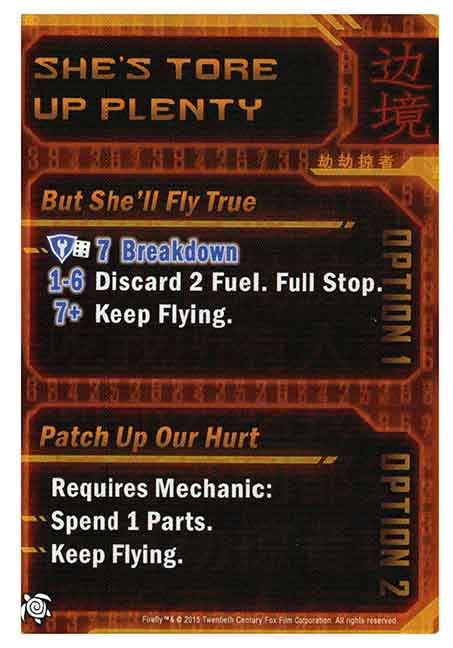 SHE'S TORE
UP PLENTY
边
境
劫劫掠者
But She'll Fly True
7 Breakdown
1-6 Discard 2 Fuel. Full Stop.
7+ Keep Flying.
OPTION 1
Patch Up Our Hurt
Requires Mechanic:
Spend 1 Parts.
Keep Flying.
OPTION 2
Firefly™ & © 2015 Twentieth Century Fox Film Corporation. All rights reserved.